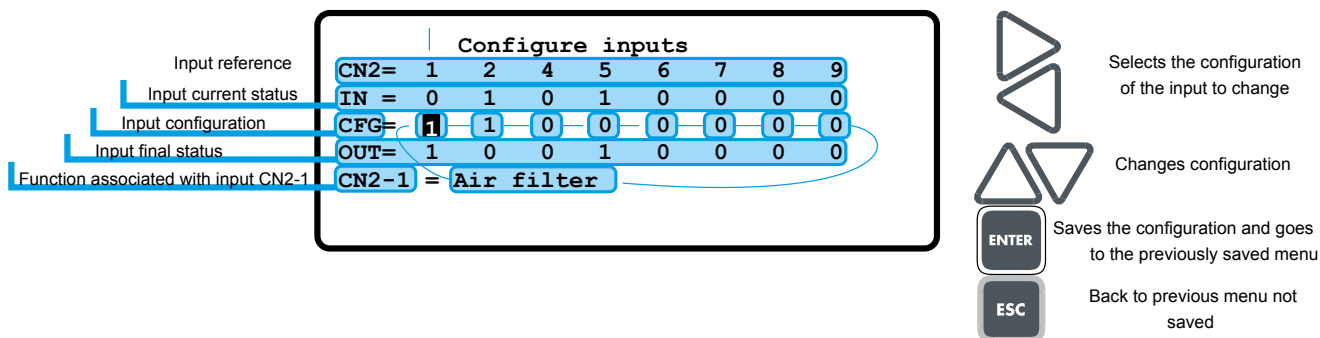 Configure inputs
Input reference
CN2= 1 2 4 5 6 7 8 9
Input current status
IN = 0 1 0 1 0 0 0 0
Input configuration
CFG= 1 1 0 0 0 0 0 0
Input final status
OUT= 1 0 0 1 0 0 0 0
Function associated with input CN2-1
CN2-1 = Air filter
Selects the configuration
of the input to change
Changes configuration
ENTER
Saves the configuration and goes
to the previously saved menu
ESC
Back to previous menu not
saved